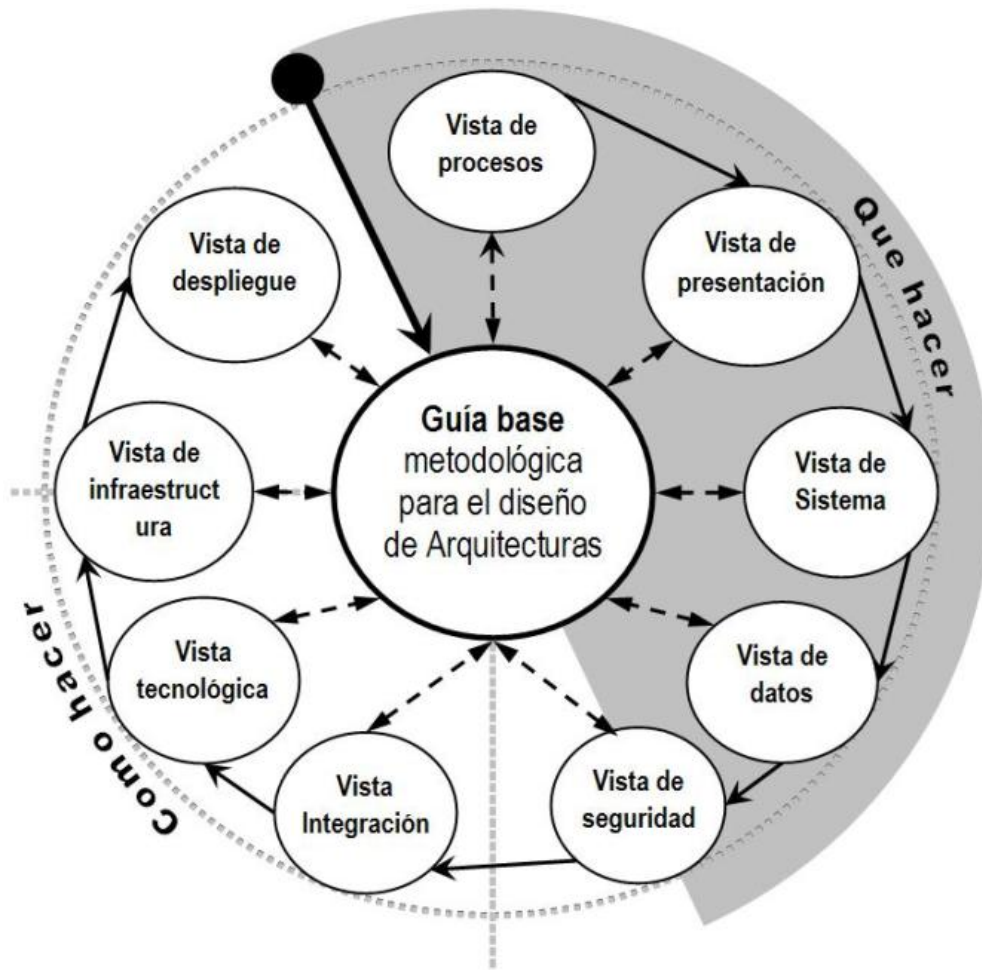 Vista de
procesos
Vista de
presentación
Que hacer
Vista de
Sistema
Vista de
datos
Vista de
seguridad
Vista
Integración
Vista
tecnológica
Como hacer
Vista de
infraestruct
ura
Vista de
despliegue
Guía base
metodológica
para el diseño
de Arquitecturas